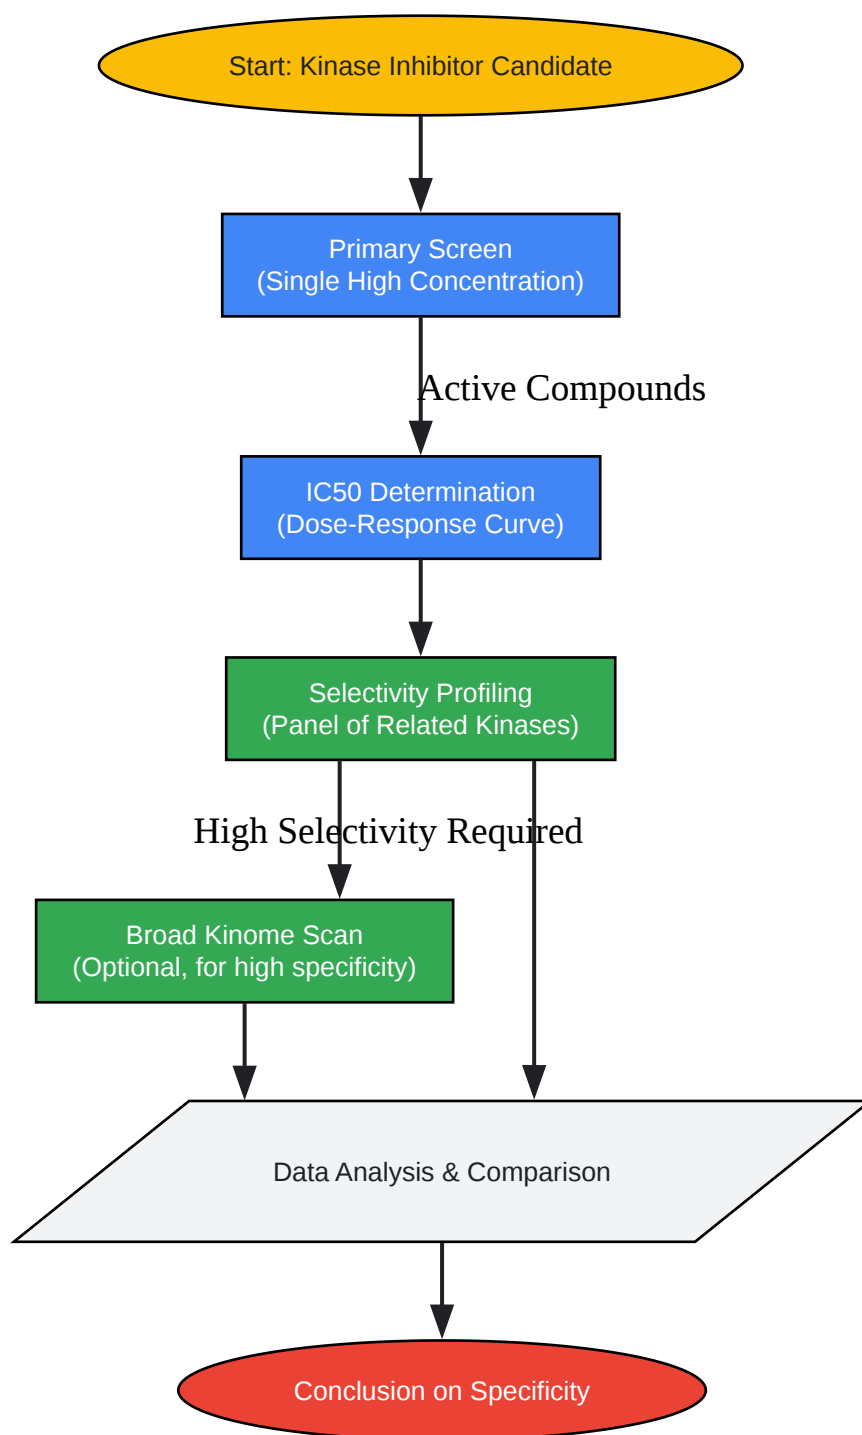 Start: Kinase Inhibitor Candidate
Primary Screen
(Single High Concentration)
Active Compounds
IC50 Determination
(Dose-Response Curve)
Selectivity Profiling
(Panel of Related Kinases)
High Selectivity Required
Broad Kinome Scan
(Optional, for high specificity)
Data Analysis & Comparison
Conclusion on Specificity